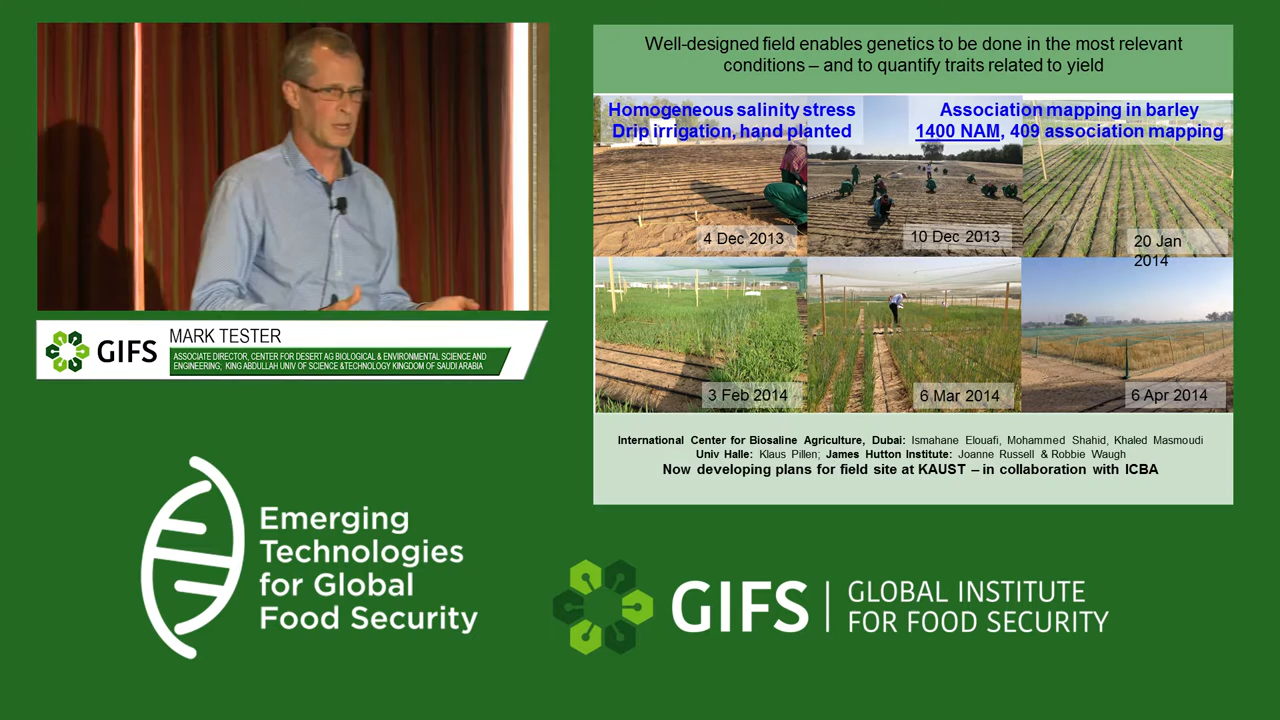 Well-designed field enables genetics to be done in the most relevant
conditions – and to quantify traits related to yield
Homogeneous salinity stress
Drip irrigation, hand planted
Association mapping in barley
1400 NAM, 409 association mapping
4 Dec 2013
10 Dec 2013
20 Jan
2014
3 Feb 2014
6 Mar 2014
6 Apr 2014
International Center for Biosaline Agriculture, Dubai: Ismahane Elouafi, Mohammed Shahid, Khaled Masmoudi
Univ Halle: Klaus Pillen; James Hutton Institute: Joanne Russell & Robbie Waugh
Now developing plans for field site at KAUST – in collaboration with ICBA
GIFS
MARK TESTER
ASSOCIATE DIRECTOR, CENTER FOR DESERT AG BIOLOGICAL & ENVIRONMENTAL SCIENCE AND
ENGINEERING; KING ABDULLAH UNIV OF SCIENCE &TECHNOLOGY KINGDOM OF SAUDI ARABIA
Emerging
Technologies
for Global
Food Security
GIFS
GLOBAL INSTITUTE
FOR FOOD SECURITY